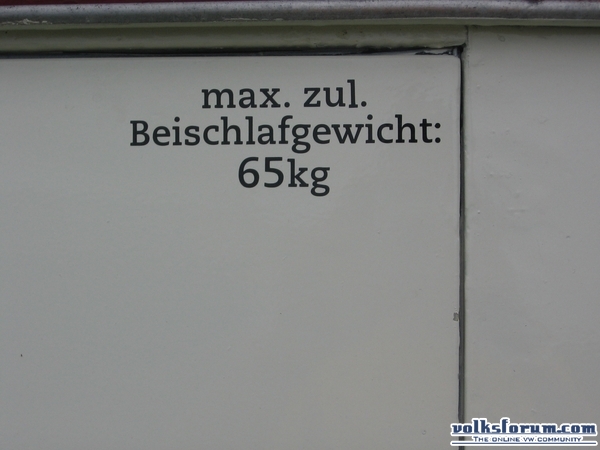 max. zul.
Beischlafgewicht:
65kg
volksforum.com
The online VW community